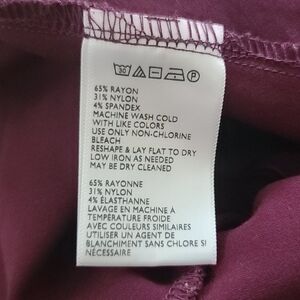 30 P
65% RAYON
31% NYLON
4% SPANDEX
MACHINE WASH COLD
WITH LIKE COLORS
USE ONLY NON-CHLORINE
BLEACH
RESHAPE & LAY FLAT TO DRY
LOW IRON AS NEEDED
MAY BE DRY CLEANED
65% RAYONNE
31% NYLON
4% ÉLASTHANNE
LAVAGE EN MACHINE À
TEMPÉRATURE FROIDE
AVEC COULEURS SIMILAIRES
UTILISER UN AGENT DE
BLANCHIMENT SANS CHLORE SI
NÉCESSAIRE